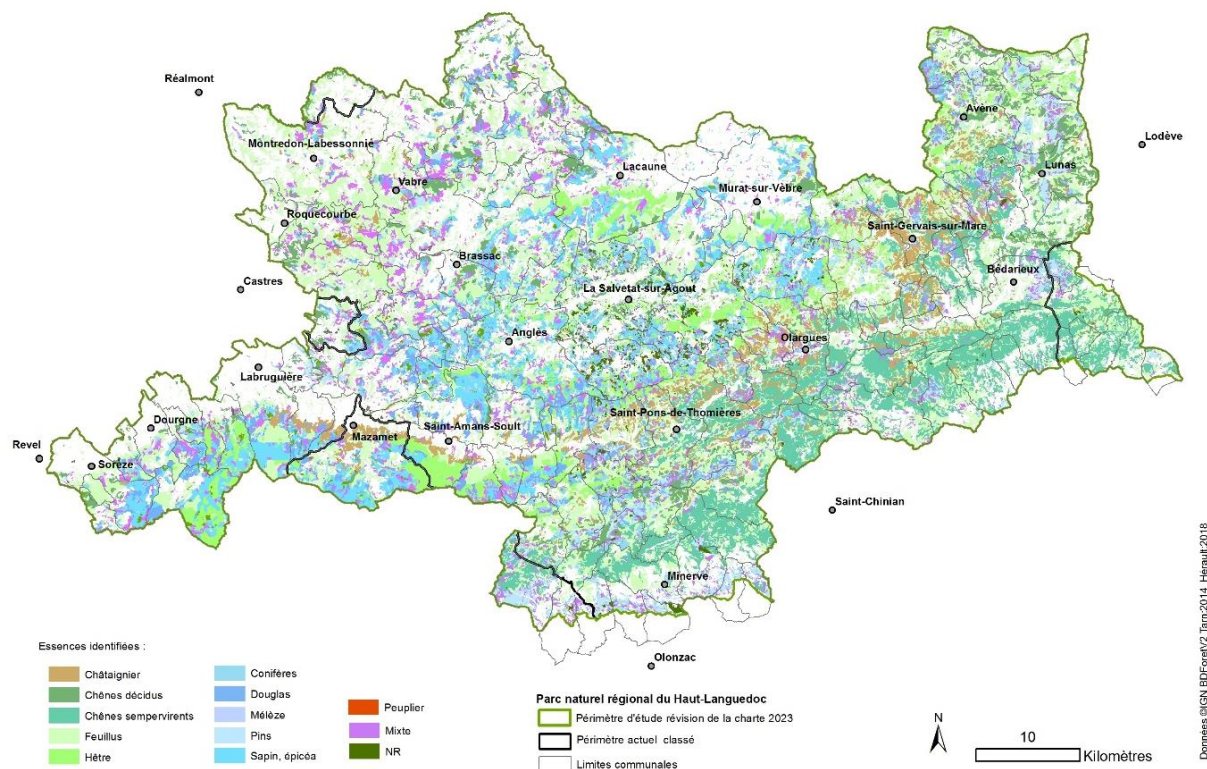 Réalmont
Avène
Lodève
Montredon-Labessonnié
Lacaune
Lunas
Vabre
Murat-sur-Vèbre
Roquecourbe
Saint-Gervais-sur-Mare
Brassac
Castres
Bédarieux
La Salvetat-sur-Agout
Anglès
Olargues
Labruguière
Saint-Pons-de-Thomières
Dourgne
Mazamet
Saint-Amans-Soult
Revel
Sorèze
Saint-Chinian
Minerve
Olonzac
Essences identifiées :
Châtaignier
Chênes décidus
Chênes sempervirents
Feuillus
Hêtre
Conifères
Douglas
Mélèze
Pins
Sapin, épicéa
Peuplier
Mixte
NR
Parc naturel régional du Haut-Languedoc
Périmètre d'étude révision de la charte 2023
Périmètre actuel classé
Limites communales
N
10
Kilomètres
Données ©IGN BDForetV2 Tarn:2014 Hérault:2018